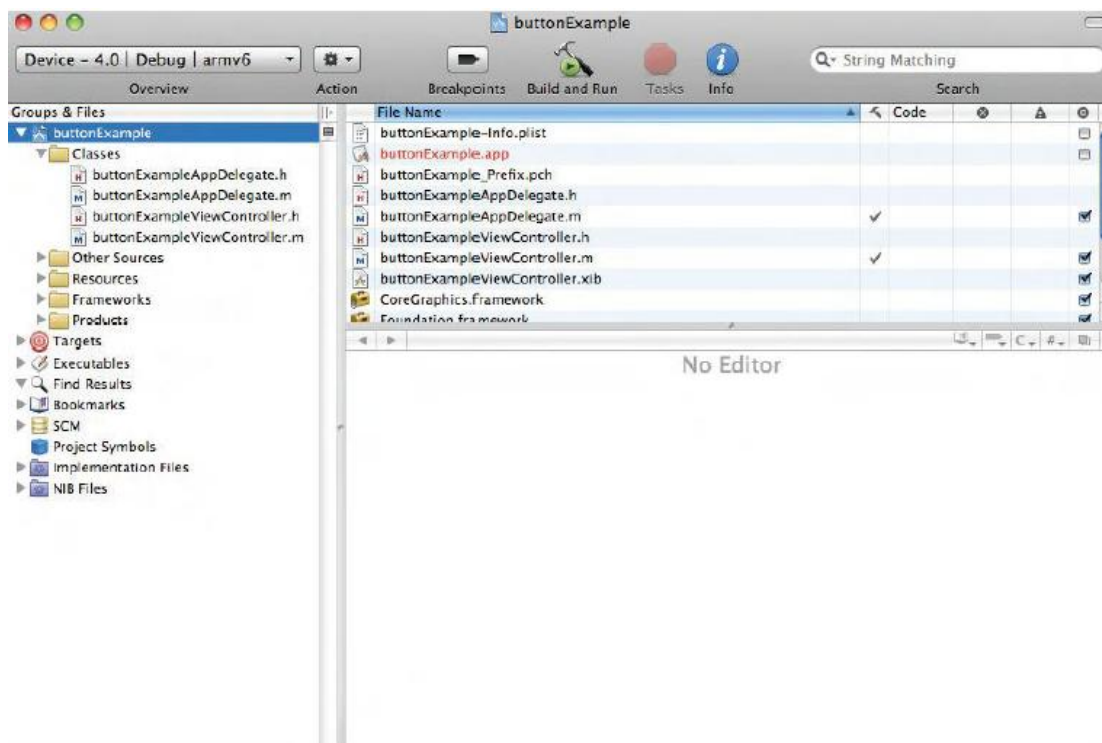 buttonExample
Device – 4.0 | Debug | armv6
String Matching
Overview
Action
Breakpoints
Build and Run
Tasks
Info
Search
Groups & Files
File Name
Code
buttonExample
Classes
buttonExampleAppDelegate.h
buttonExampleAppDelegate.m
buttonExampleViewController.h
buttonExampleViewController.m
Other Sources
Resources
Frameworks
Products
Targets
Executables
Find Results
Bookmarks
SCM
Project Symbols
Implementation Files
NIB Files
buttonExample-Info.plist
buttonExample.app
buttonExample_Prefix.pch
buttonExampleAppDelegate.h
buttonExampleAppDelegate.m
buttonExampleViewController.h
buttonExampleViewController.m
buttonExampleViewController.xib
CoreGraphics.framework
Foundation.framework
C
#
No Editor